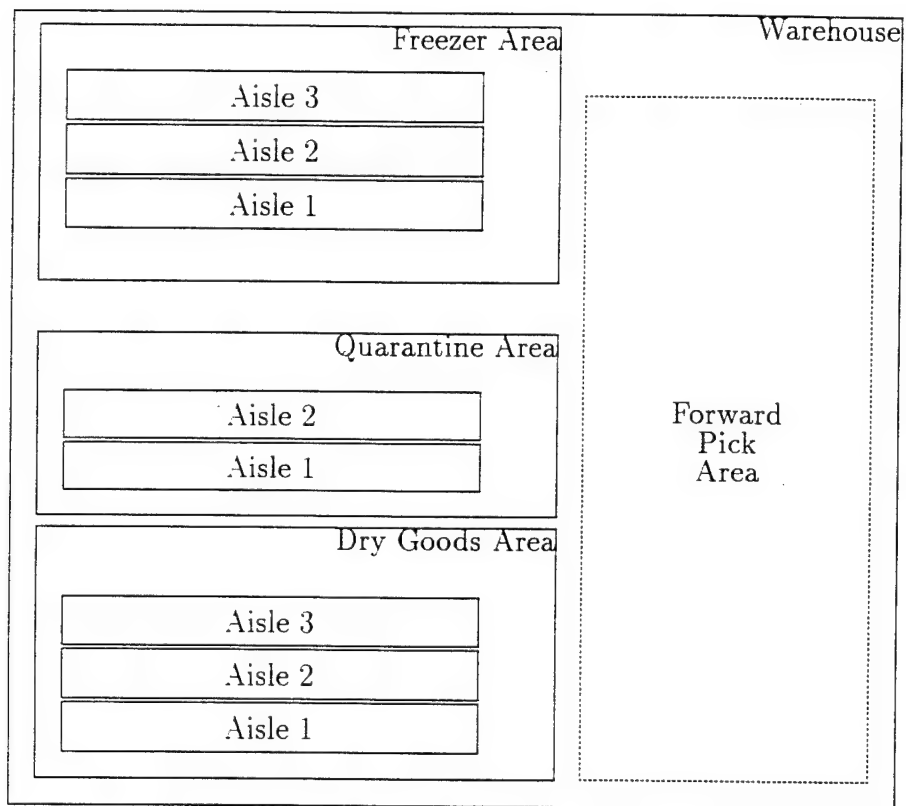 Warehouse
Freezer Area
Aisle 3
Aisle 2
Aisle 1
Quarantine Area
Aisle 2
Aisle 1
Forward
Pick
Area
Dry Goods Area
Aisle 3
Aisle 2
Aisle 1